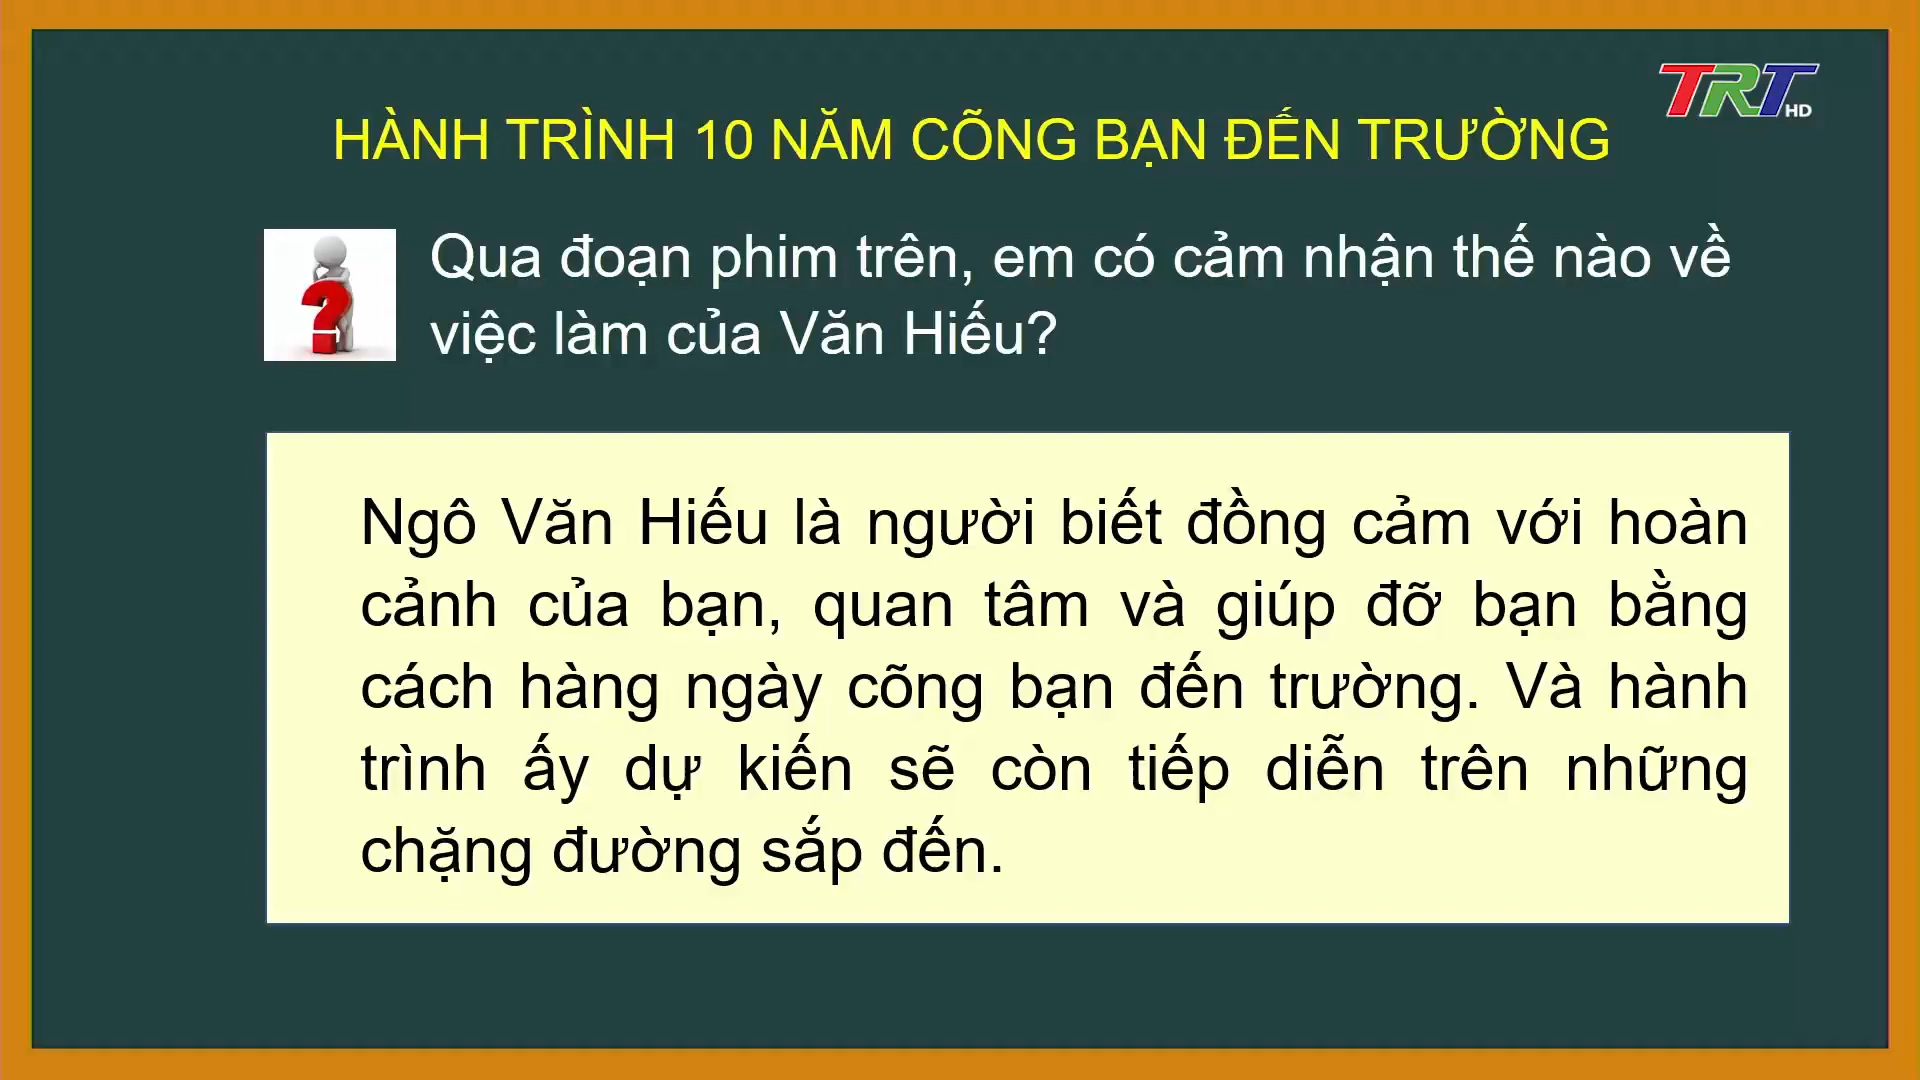 TRT HD
HÀNH TRÌNH 10 NĂM CÕNG BẠN ĐẾN TRƯỜNG
Qua đoạn phim trên, em có cảm nhận thế nào về
việc làm của Văn Hiếu?
Ngô Văn Hiếu là người biết đồng cảm với hoàn
cảnh của bạn, quan tâm và giúp đỡ bạn bằng
cách hàng ngày cõng bạn đến trường. Và hành
trình ấy dự kiến sẽ còn tiếp diễn trên những
chặng đường sắp đến.